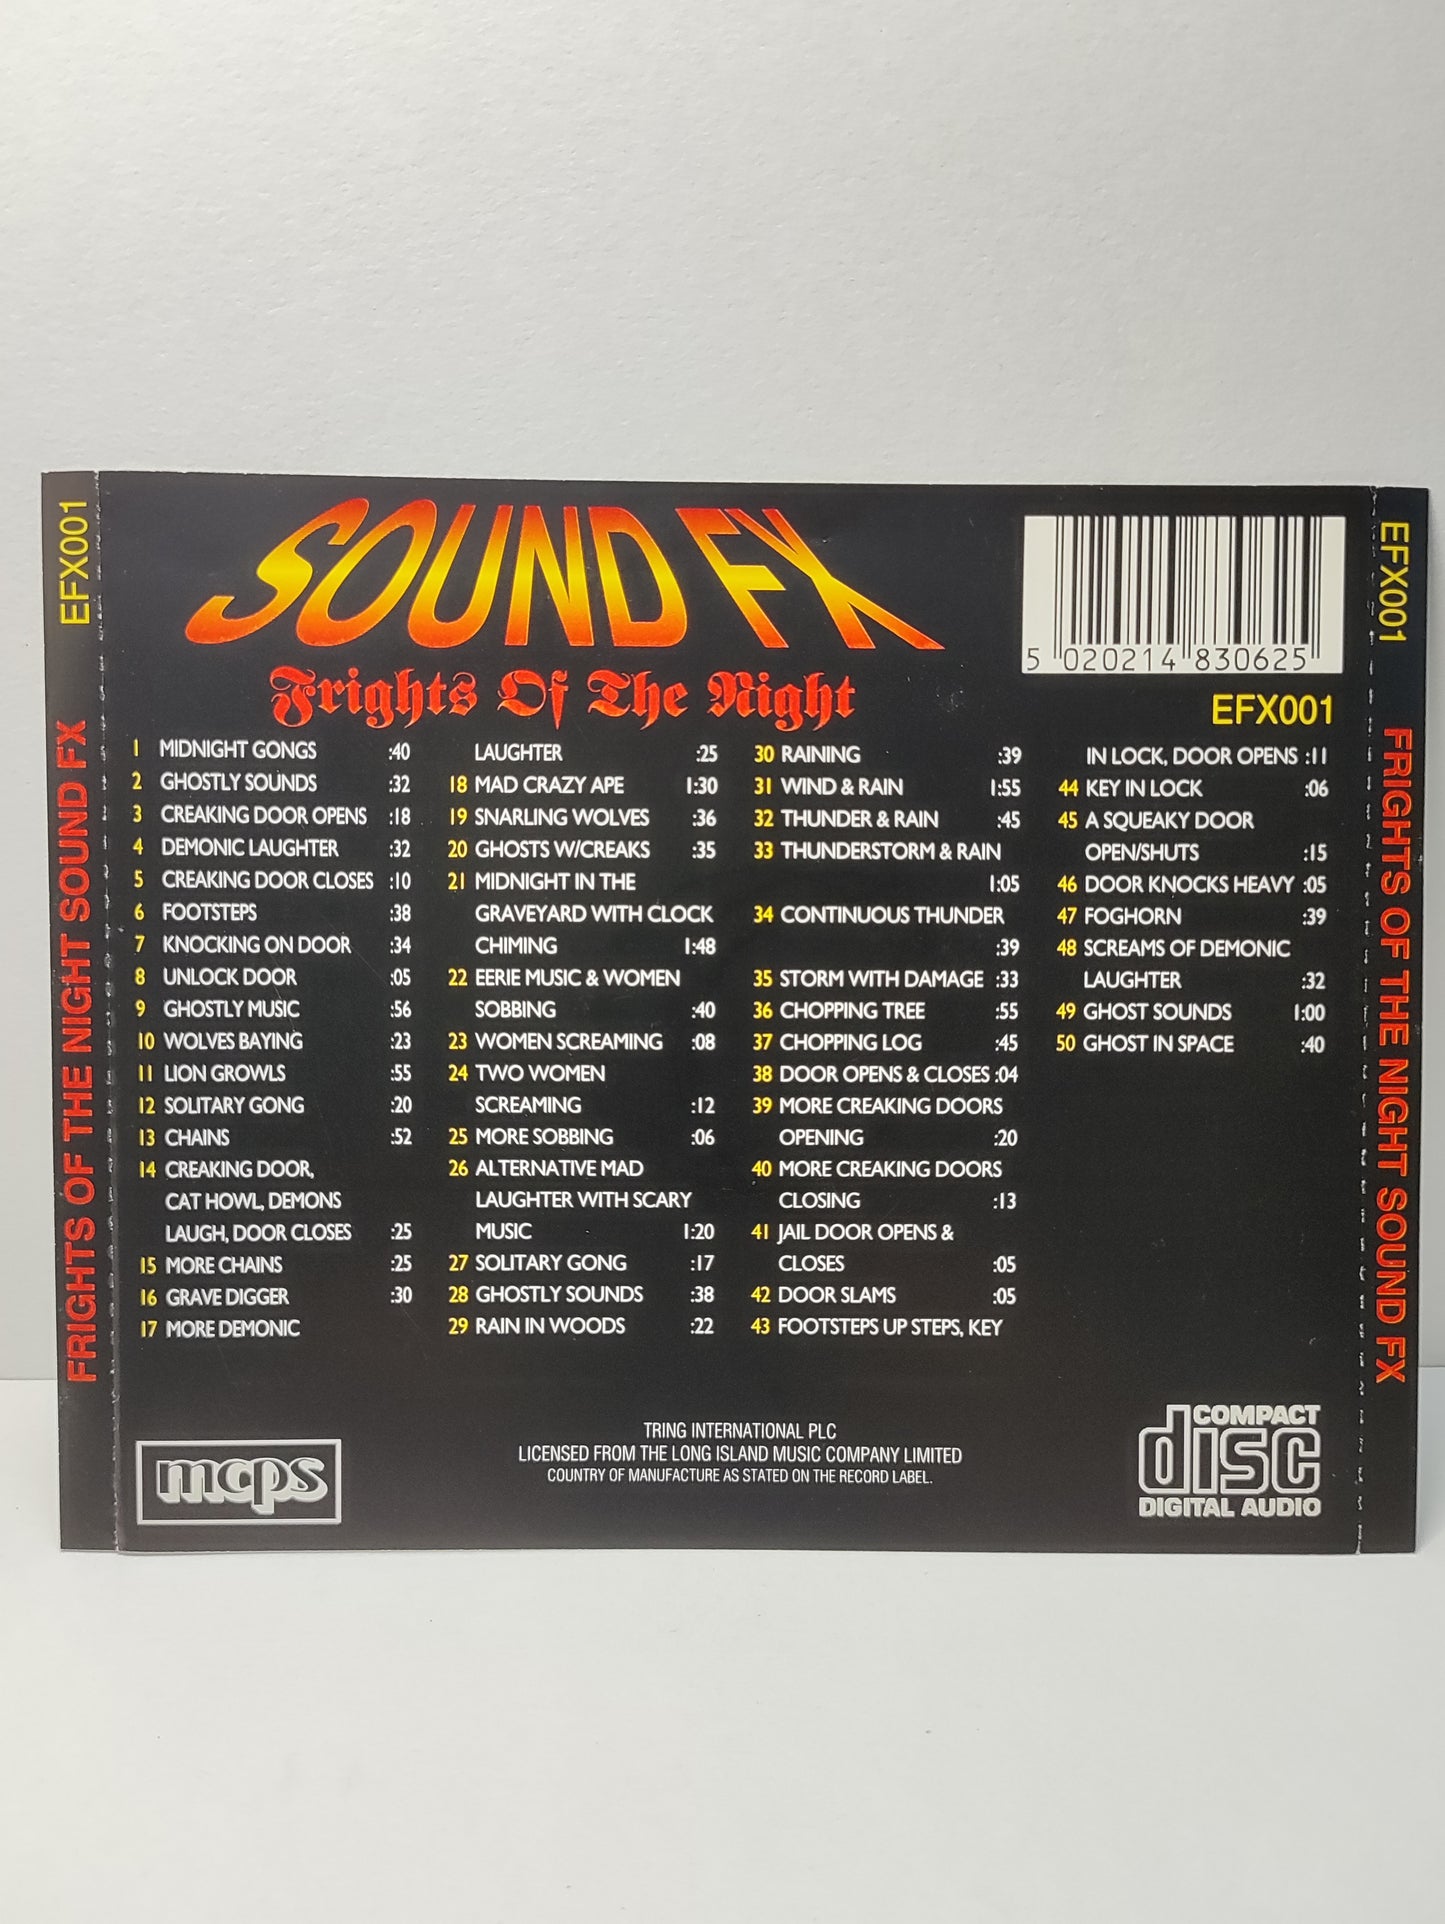 SOUND FX
Frights Of The Night
5 020214 830625
EFX001
1 MIDNIGHT GONGS :40
2 GHOSTLY SOUNDS :32
3 CREAKING DOOR OPENS :18
4 DEMONIC LAUGHTER :32
5 CREAKING DOOR CLOSES :10
6 FOOTSTEPS :38
7 KNOCKING ON DOOR :34
8 UNLOCK DOOR :05
9 GHOSTLY MUSIC :56
10 WOLVES BAYING :23
11 LION GROWLS :55
12 SOLITARY GONG :20
13 CHAINS :52
14 CREAKING DOOR,
CAT HOWL, DEMONS
LAUGH, DOOR CLOSES :25
15 MORE CHAINS :25
16 GRAVE DIGGER :30
17 MORE DEMONIC
LAUGHTER :25
18 MAD CRAZY APE 1:30
19 SNARLING WOLVES :36
20 GHOSTS W/CREAKS :35
21 MIDNIGHT IN THE
GRAVEYARD WITH CLOCK
CHIMING 1:48
22 EERIE MUSIC & WOMEN
SOBBING :40
23 WOMEN SCREAMING :08
24 TWO WOMEN
SCREAMING :12
25 MORE SOBBING :06
26 ALTERNATIVE MAD
LAUGHTER WITH SCARY
MUSIC 1:20
27 SOLITARY GONG :17
28 GHOSTLY SOUNDS :38
29 RAIN IN WOODS :22
30 RAINING :39
31 WIND & RAIN 1:55
32 THUNDER & RAIN :45
33 THUNDERSTORM & RAIN
1:05
34 CONTINUOUS THUNDER
:39
35 STORM WITH DAMAGE :33
36 CHOPPING TREE :55
37 CHOPPING LOG :45
38 DOOR OPENS & CLOSES :04
39 MORE CREAKING DOORS
OPENING :20
40 MORE CREAKING DOORS
CLOSING :13
41 JAIL DOOR OPENS &
CLOSES :05
42 DOOR SLAMS :05
43 FOOTSTEPS UP STEPS, KEY
IN LOCK, DOOR OPENS :11
44 KEY IN LOCK :06
45 A SQUEAKY DOOR
OPEN/SHUTS :15
46 DOOR KNOCKS HEAVY :05
47 FOGHORN :39
48 SCREAMS OF DEMONIC
LAUGHTER :32
49 GHOST SOUNDS 1:00
50 GHOST IN SPACE :40
mcps
TRING INTERNATIONAL PLC
LICENSED FROM THE LONG ISLAND MUSIC COMPANY LIMITED
COUNTRY OF MANUFACTURE AS STATED ON THE RECORD LABEL.
COMPACT
disc
DIGITAL AUDIO
FRIGHTS OF THE NIGHT SOUND FX EFX001
EFX001 FRIGHTS OF THE NIGHT SOUND FX